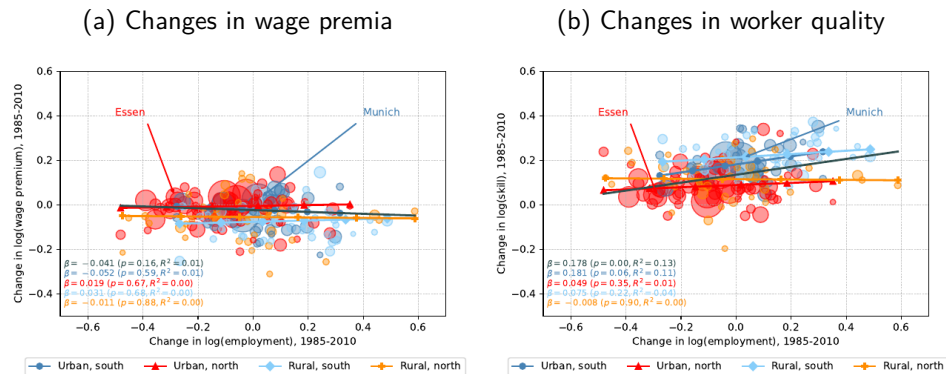 (a) Changes in wage premia
Change in log(wage premium), 1985-2010
0.6
0.4
0.2
0.0
−0.2
−0.4
Essen
Munich
β = −0.041 (p = 0.16, R² = 0.01)
β = −0.052 (p = 0.59, R² = 0.01)
β = 0.019 (p = 0.67, R² = 0.00)
β = 0.031 (p = 0.68, R² = 0.00)
β = −0.011 (p = 0.88, R² = 0.00)
−0.6 −0.4 −0.2 0.0 0.2 0.4 0.6
Change in log(employment), 1985-2010
Urban, south Urban, north Rural, south Rural, north
(b) Changes in worker quality
Change in log(skill), 1985-2010
0.6
0.4
0.2
0.0
−0.2
−0.4
Essen
Munich
β = 0.178 (p = 0.00, R² = 0.13)
β = 0.181 (p = 0.06, R² = 0.11)
β = 0.049 (p = 0.35, R² = 0.01)
β = 0.075 (p = 0.22, R² = 0.04)
β = −0.008 (p = 0.90, R² = 0.00)
−0.6 −0.4 −0.2 0.0 0.2 0.4 0.6
Change in log(employment), 1985-2010
Urban, south Urban, north Rural, south Rural, north